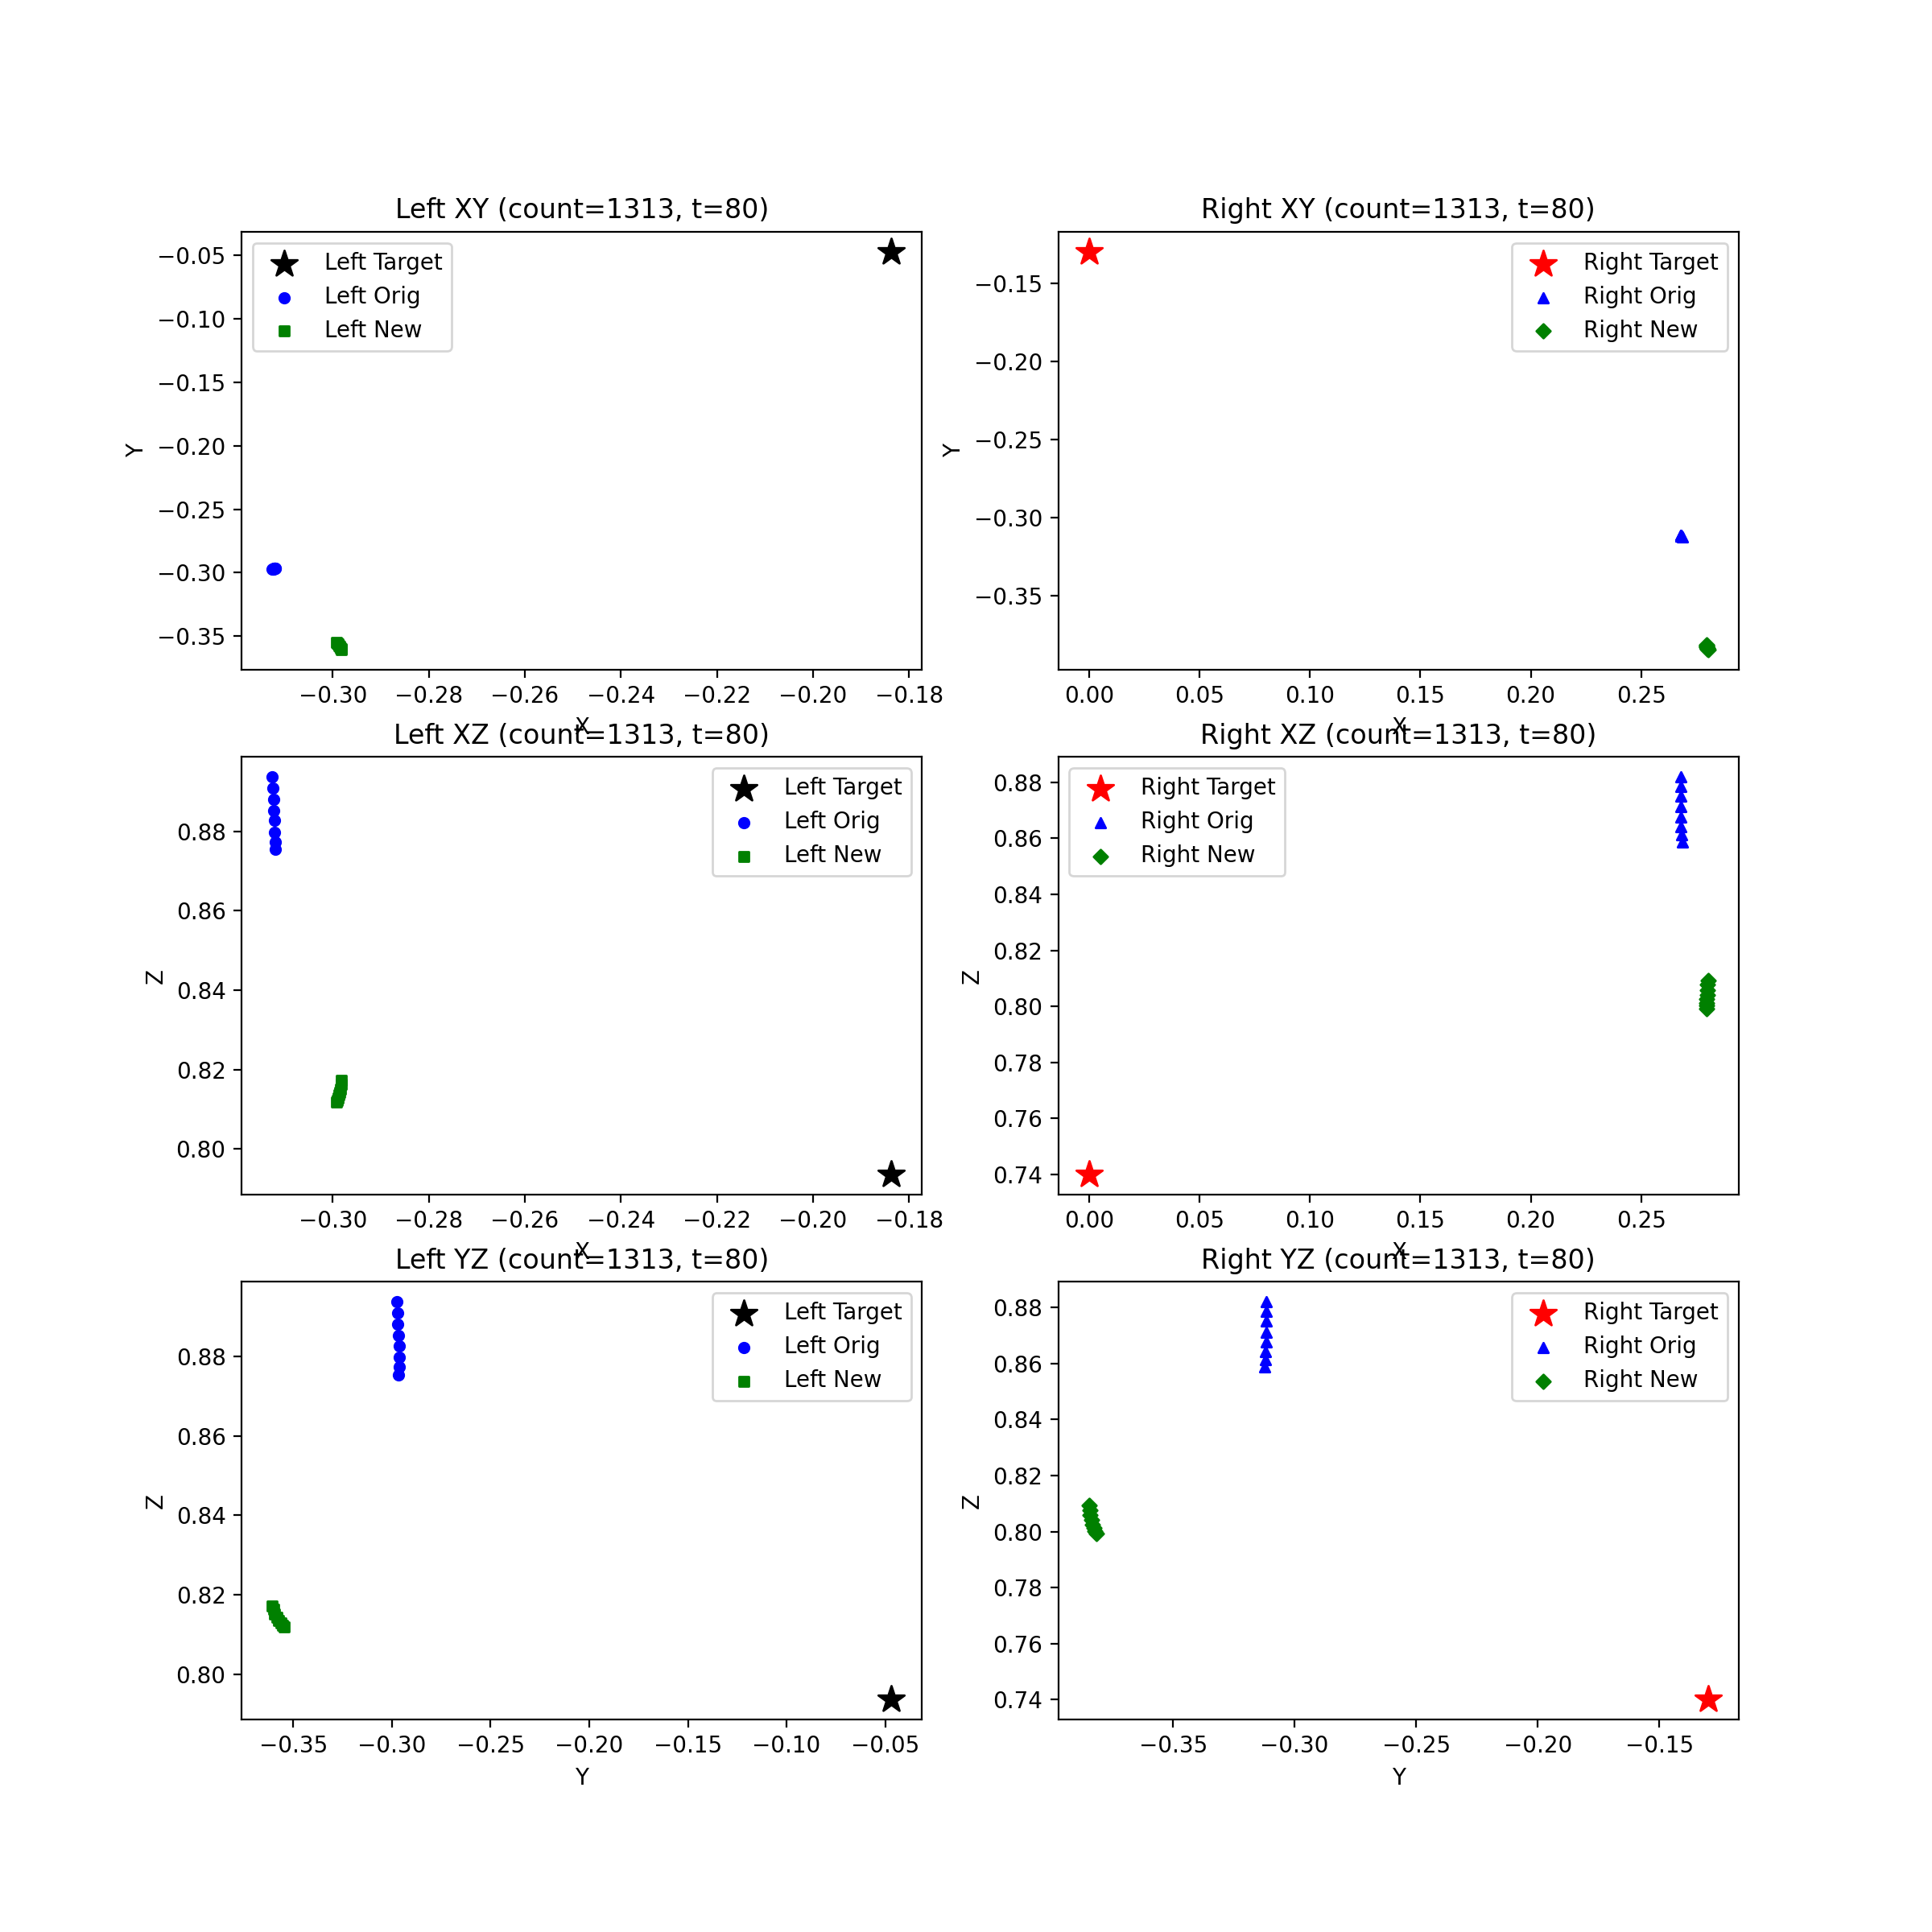 Left XY (count=1313, t=80)
−0.05
−0.10
−0.15
−0.20
−0.25
−0.30
−0.35
Y
Left Target
Left Orig
Left New
−0.30 −0.28 −0.26 −0.24 −0.22 −0.20 −0.18
X
Right XY (count=1313, t=80)
−0.15
−0.20
−0.25
−0.30
−0.35
Y
Right Target
Right Orig
Right New
0.00 0.05 0.10 0.15 0.20 0.25
X
Left XZ (count=1313, t=80)
0.88
0.86
0.84
0.82
0.80
Z
Left Target
Left Orig
Left New
−0.30 −0.28 −0.26 −0.24 −0.22 −0.20 −0.18
X
Right XZ (count=1313, t=80)
0.88
0.86
0.84
0.82
0.80
0.78
0.76
0.74
Z
Right Target
Right Orig
Right New
0.00 0.05 0.10 0.15 0.20 0.25
X
Left YZ (count=1313, t=80)
0.88
0.86
0.84
0.82
0.80
Z
Left Target
Left Orig
Left New
−0.35 −0.30 −0.25 −0.20 −0.15 −0.10 −0.05
Y
Right YZ (count=1313, t=80)
0.88
0.86
0.84
0.82
0.80
0.78
0.76
0.74
Z
Right Target
Right Orig
Right New
−0.35 −0.30 −0.25 −0.20 −0.15
Y